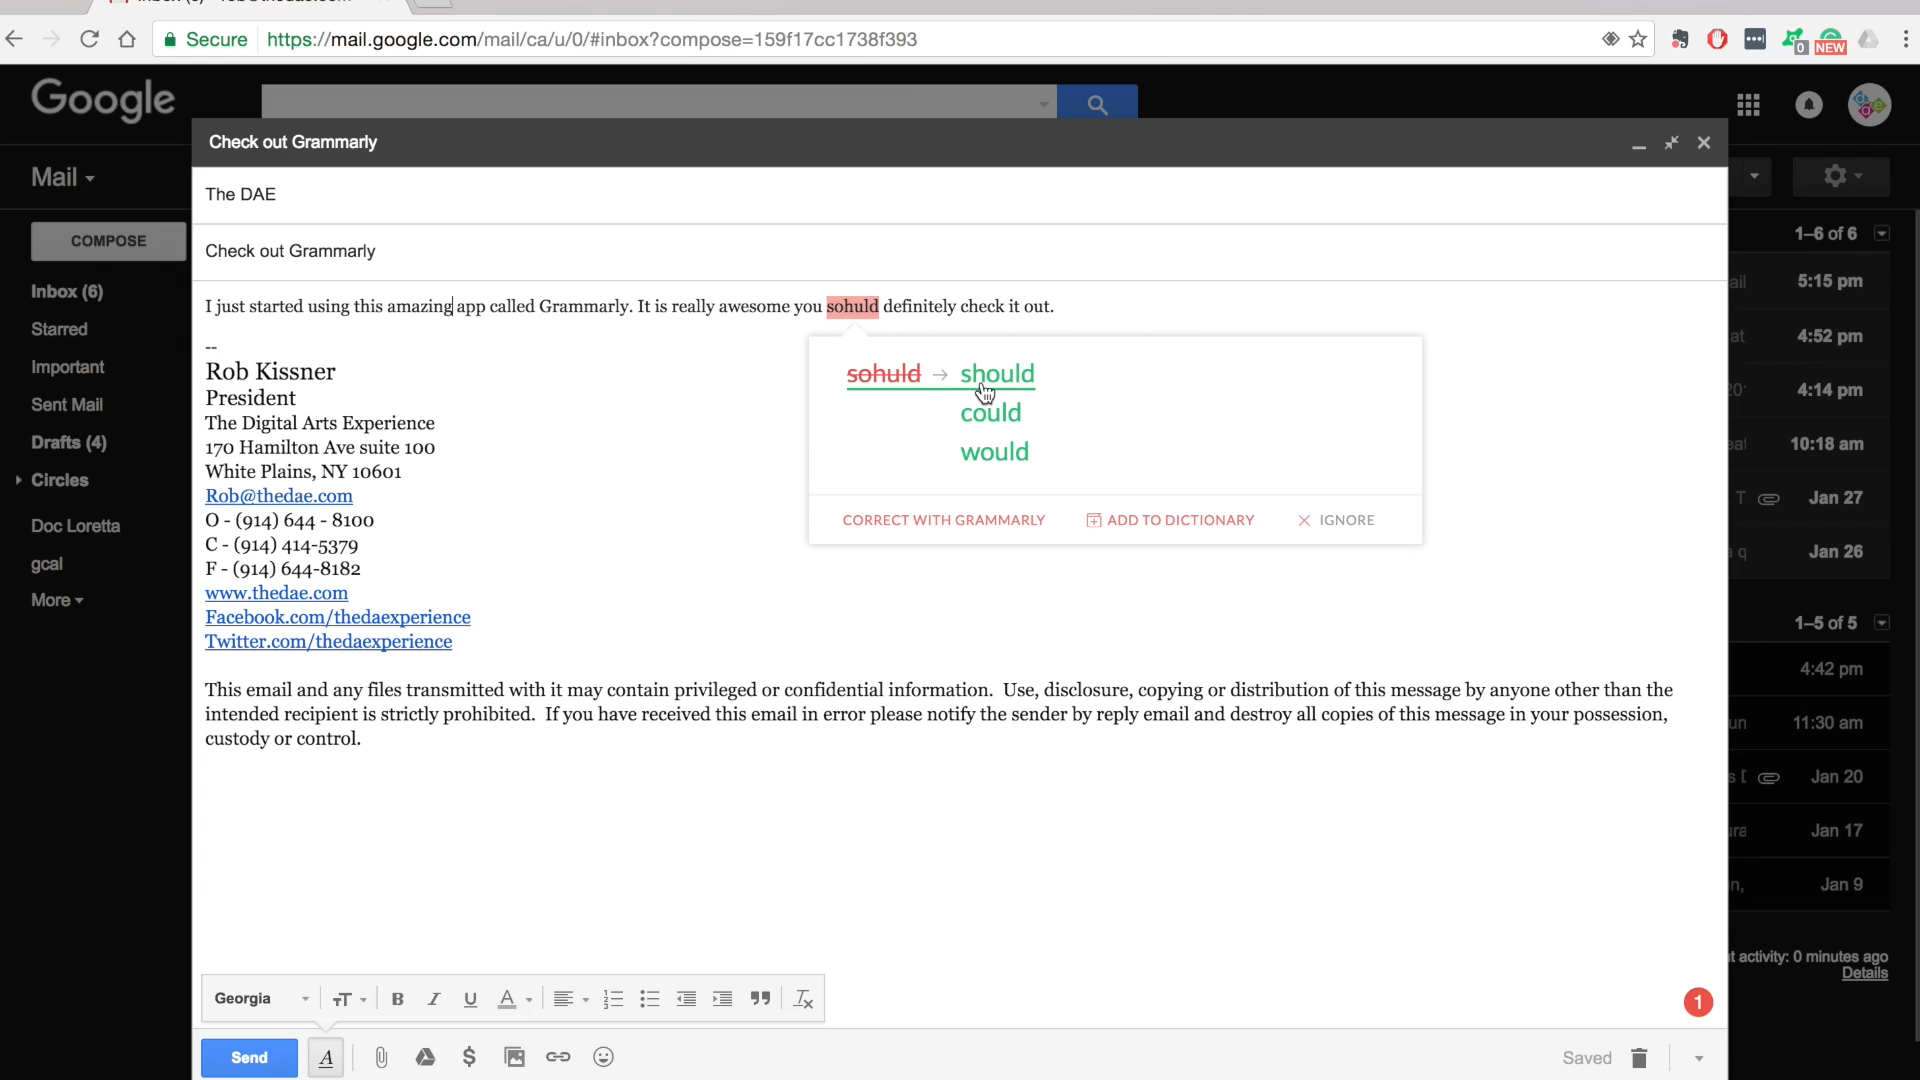 Secure https://mail.google.com/mail/ca/u/0/#inbox?compose=159f17cc1738f393
0
NEW
Google
Check out Grammarly
Mail
The DAE
COMPOSE
1–6 of 6
Check out Grammarly
Inbox (6)
5:15 pm
I just started using this amazing app called Grammarly. It is really awesome you sohuld definitely check it out.
Starred
4:52 pm
--
Important
Rob Kissner
sohuld → should
President
4:14 pm
Sent Mail
could
The Digital Arts Experience
Drafts (4)
170 Hamilton Ave suite 100
would
10:18 am
White Plains, NY 10601
Circles
Rob@thedae.com
T
Jan 27
O - (914) 644 - 8100
CORRECT WITH GRAMMARLY ADD TO DICTIONARY IGNORE
Doc Loretta
C - (914) 414-5379
Jan 26
gcal
F - (914) 644-8182
www.thedae.com
More
Facebook.com/thedaexperience
1–5 of 5
Twitter.com/thedaexperience
4:42 pm
This email and any files transmitted with it may contain privileged or confidential information.  Use, disclosure, copying or distribution of this message by anyone other than the
intended recipient is strictly prohibited.  If you have received this email in error please notify the sender by reply email and destroy all copies of this message in your possession,
custody or control.
11:30 am
Jan 20
Jan 17
Jan 9
t activity: 0 minutes ago
Details
Georgia
B I U A
1
Send A $ Saved